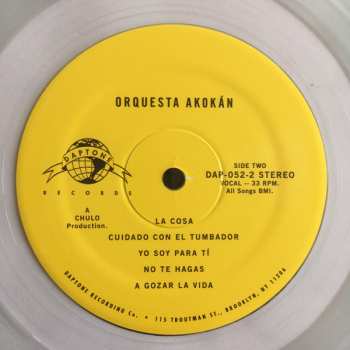 ORQUESTA AKOKÁN
DAPTONE
RECORDS
SIDE TWO
DAP-052-2 STEREO
VOCAL — 33 RPM.
All Songs BMI.
A
CHULO
Production.
LA COSA
CUIDADO CON EL TUMBADOR
YO SOY PARA TÍ
NO TE HAGAS
A GOZAR LA VIDA
DAPTONE RECORDING Co. • 115 TROUTMAN ST., BROOKLYN, NY 11206